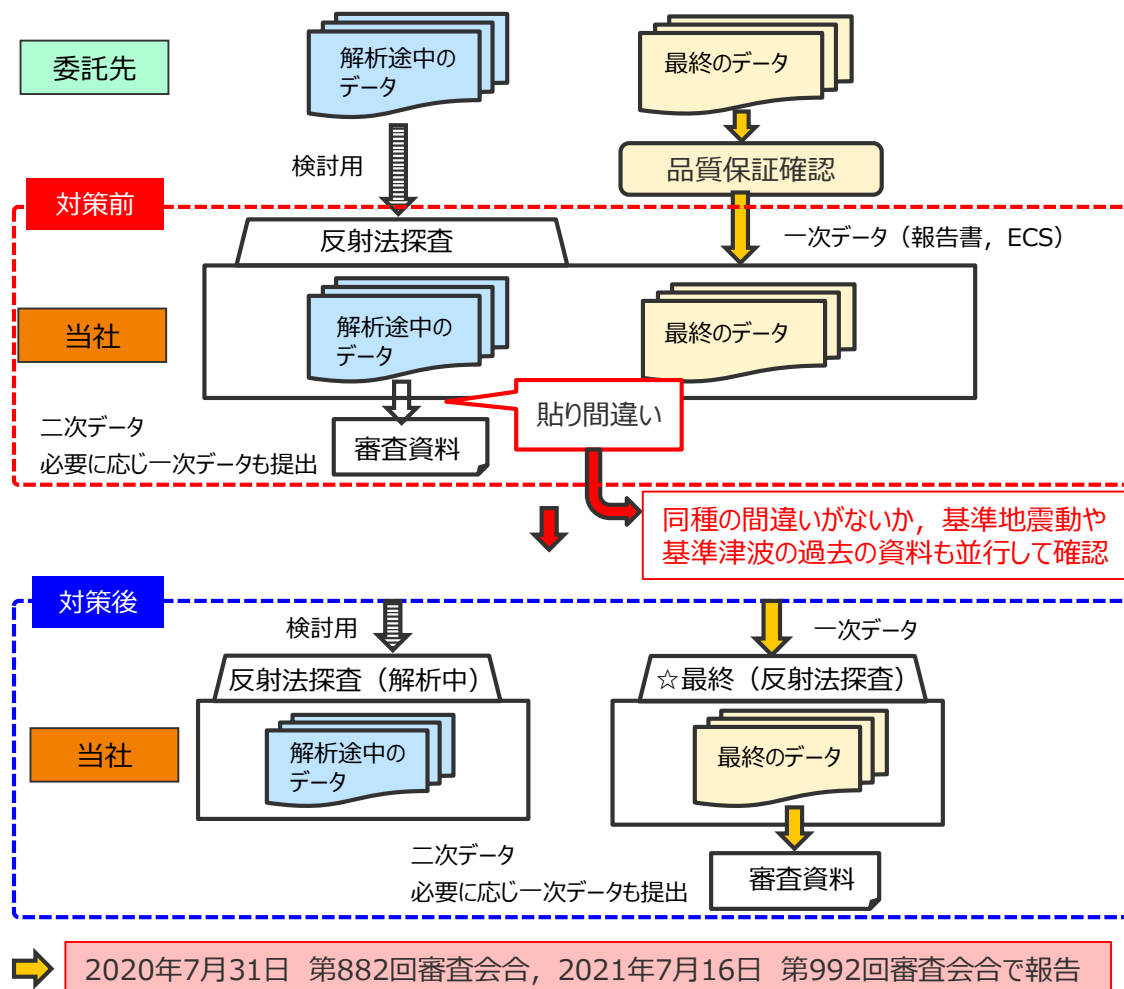 委託先
解析途中の
データ
最終のデータ
検討用
品質保証確認
対策前
反射法探査
一次データ（報告書，ECS）
当社
解析途中の
データ
最終のデータ
貼り間違い
二次データ
必要に応じ一次データも提出
審査資料
同種の間違いがないか，基準地震動や
基準津波の過去の資料も並行して確認
対策後
検討用
一次データ
反射法探査（解析中）
☆最終（反射法探査）
当社
解析途中の
データ
最終のデータ
二次データ
必要に応じ一次データも提出
審査資料
2020年7月31日 第882回審査会合，2021年7月16日 第992回審査会合で報告